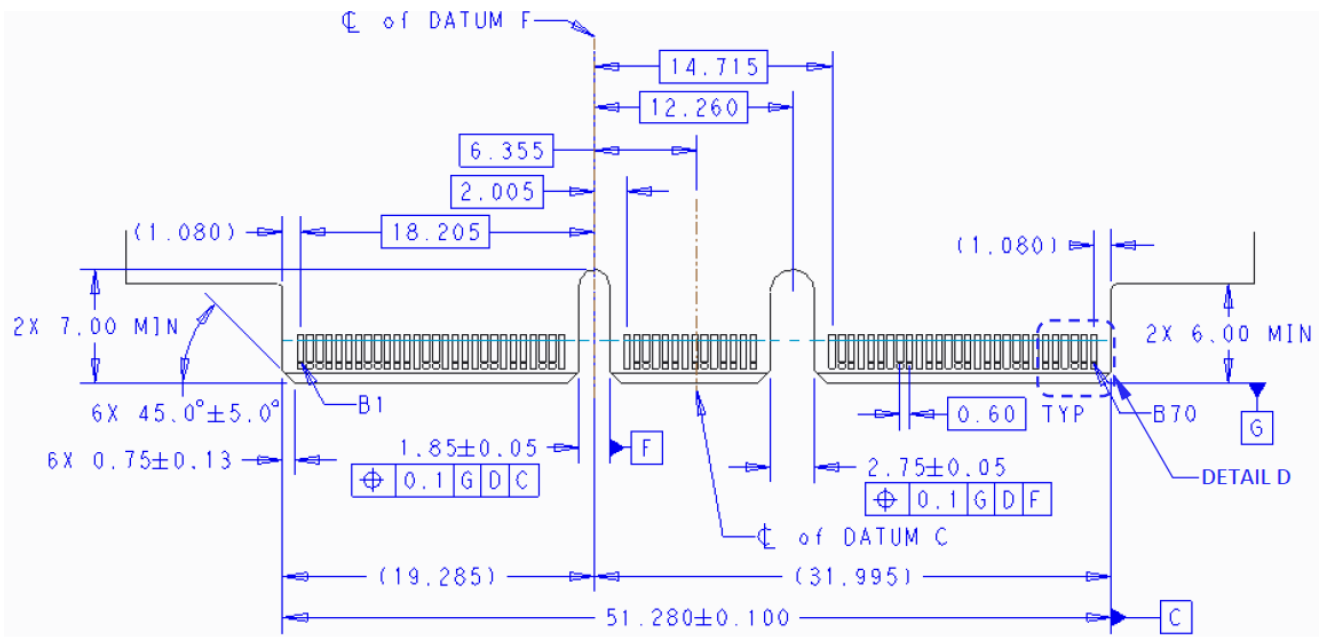 ℄ of DATUM F
14.715
12.260
6.355
2.005
(1.080)
18.205
(1.080)
2X 7.00 MIN
2X 6.00 MIN
6X 45.0°±5.0°
B1
0.60 TYP
B70
G
6X 0.75±0.13
1.85±0.05
F
⌖ 0.1 G D C
2.75±0.05
⌖ 0.1 G D F
DETAIL D
℄ of DATUM C
(19.285)
(31.995)
51.280±0.100
C